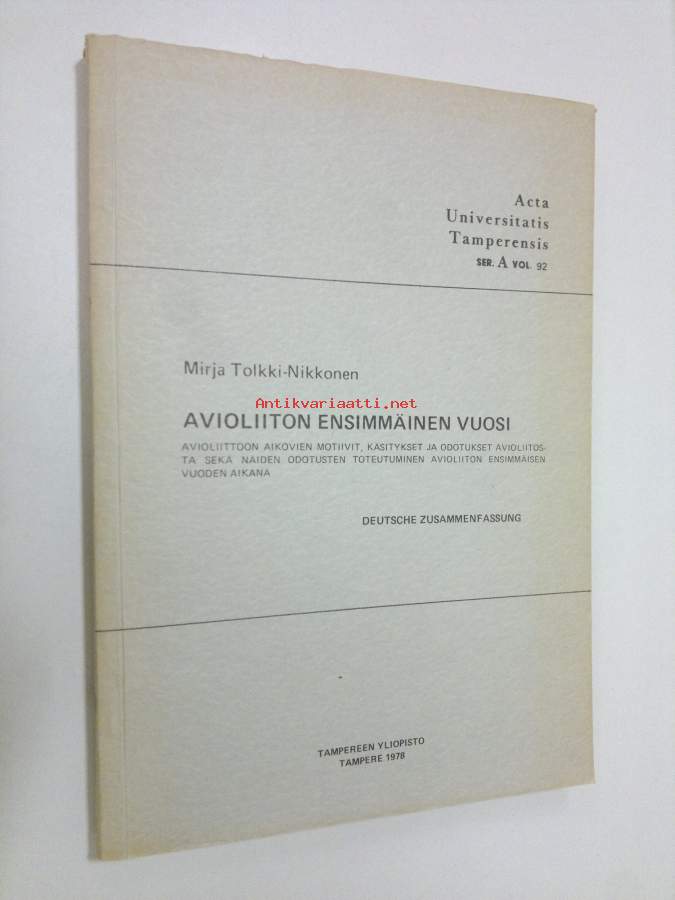 Acta
Universitatis
Tamperensis
SER. A VOL. 92
Mirja Tolkki-Nikkonen
Antikvariaatti.net
AVIOLIITON ENSIMMÄINEN VUOSI
AVIOLIITTOON AIKOVIEN MOTIIVIT, KÄSITYKSET JA ODOTUKSET AVIOLIITOS-
TA SEKÄ NÄIDEN ODOTUSTEN TOTEUTUMINEN AVIOLIITON ENSIMMÄISEN
VUODEN AIKANA
DEUTSCHE ZUSAMMENFASSUNG
TAMPEREEN YLIOPISTO
TAMPERE 1978